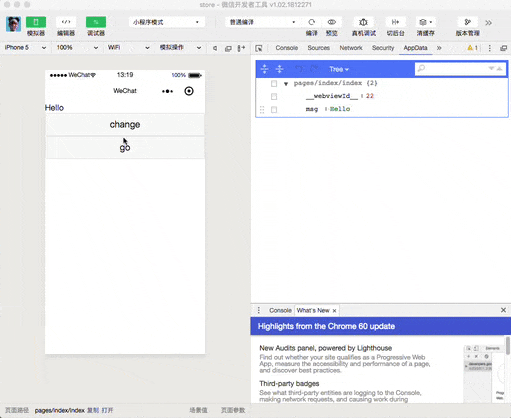 store - 微信开发者工具 v1.02.1812271
模拟器 编辑器 调试器 小程序模式 普通编译 编译 预览 真机调试 切后台 清缓存 版本管理
iPhone 5 100% WiFi 模拟操作
Console Sources Network Security AppData 1
WeChat 13:19 100%
WeChat
Hello
change
go
Tree
pages/index/index {2}
__webviewId__ : 22
msg : Hello
Console What's New
Highlights from the Chrome 60 update
New Audits panel, powered by Lighthouse
Find out whether your site qualifies as a Progressive Web
App, measure the accessibility and performance of a page,
and discover best practices.
Third-party badges
See what third-party entities are logging to the Console,
making network requests, and causing work during
页面路径 pages/index/index 复制 打开 场景值 页面参数